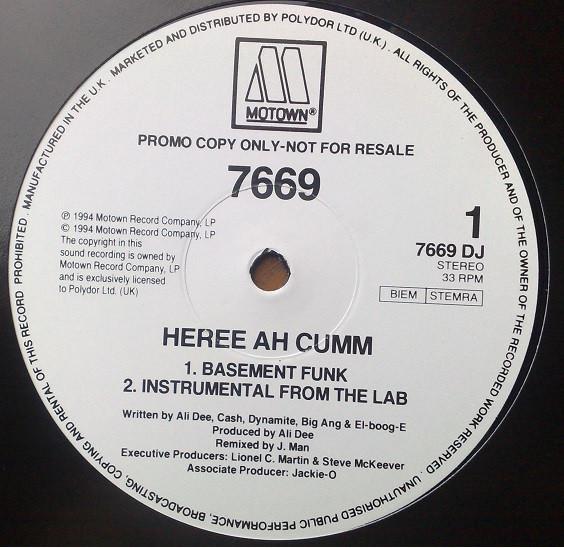 MANUFACTURED IN THE U.K. MARKETED AND DISTRIBUTED BY POLYDOR LTD (U.K.). ALL RIGHTS OF THE PRODUCER AND OF THE OWNER OF THE RECORDED WORK RESERVED. UNAUTHORISED PUBLIC PERFORMANCE, BROADCASTING, COPYING AND RENTAL OF THIS RECORD PROHIBITED.
MOTOWN®
PROMO COPY ONLY-NOT FOR RESALE
7669
℗ 1994 Motown Record Company, LP
© 1994 Motown Record Company, LP
The copyright in this
sound recording is owned by
Motown Record Company, LP
and is exclusively licensed
to Polydor Ltd. (UK)
1
7669 DJ
STEREO
33 RPM
BIEM STEMRA
HEREE AH CUMM
1. BASEMENT FUNK
2. INSTRUMENTAL FROM THE LAB
Written by Ali Dee, Cash, Dynamite, Big Ang & El-boog-E
Produced by Ali Dee
Remixed by J. Man
Executive Producers: Lionel C. Martin & Steve McKeever
Associate Producer: Jackie-O